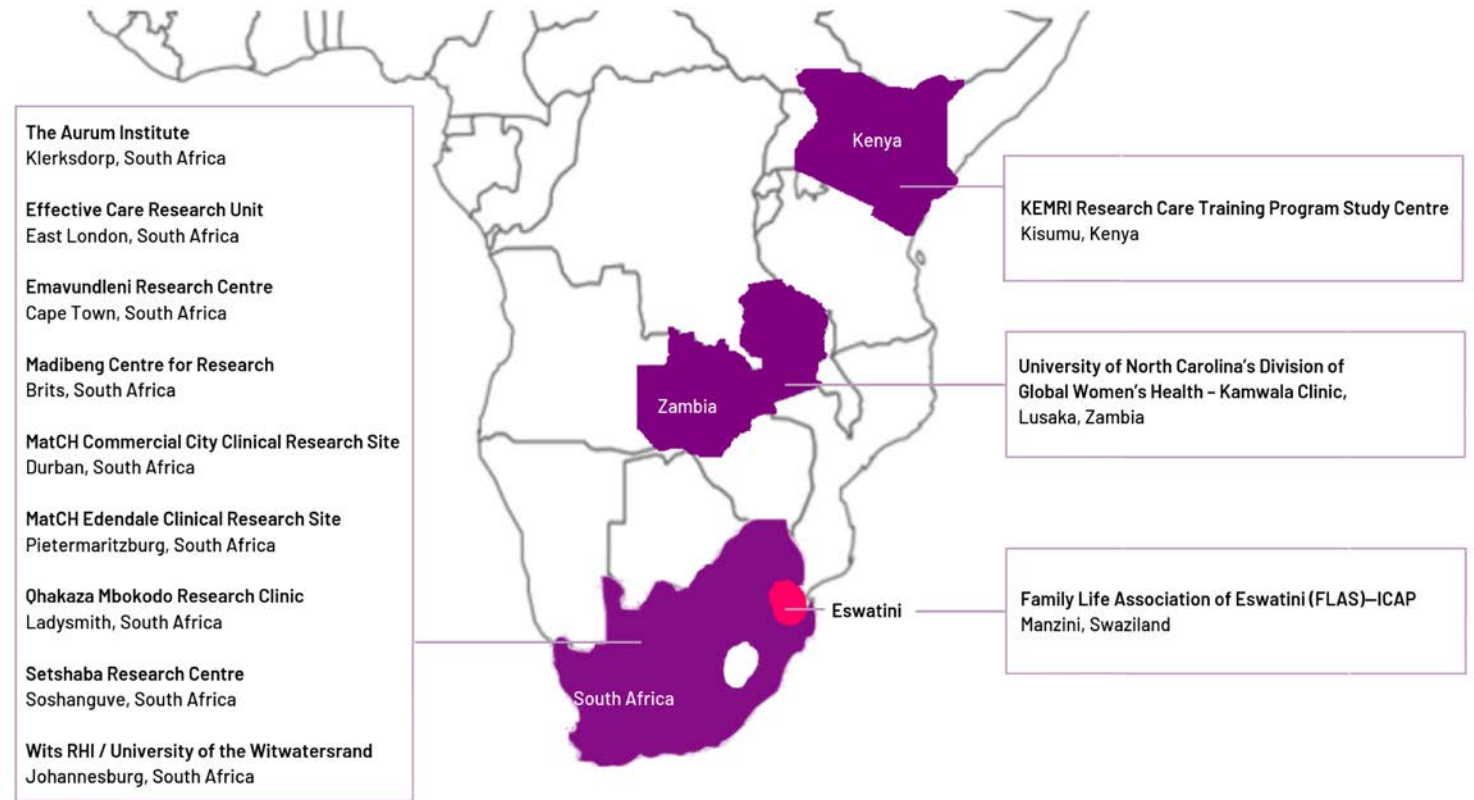 The Aurum Institute
Klerksdorp, South Africa
Effective Care Research Unit
East London, South Africa
Emavundleni Research Centre
Cape Town, South Africa
Madibeng Centre for Research
Brits, South Africa
MatCH Commercial City Clinical Research Site
Durban, South Africa
MatCH Edendale Clinical Research Site
Pietermaritzburg, South Africa
Qhakaza Mbokodo Research Clinic
Ladysmith, South Africa
Setshaba Research Centre
Soshanguve, South Africa
Wits RHI / University of the Witwatersrand
Johannesburg, South Africa
Kenya
Zambia
Eswatini
South Africa
KEMRI Research Care Training Program Study Centre
Kisumu, Kenya
University of North Carolina's Division of
Global Women's Health – Kamwala Clinic,
Lusaka, Zambia
Family Life Association of Eswatini (FLAS)—ICAP
Manzini, Swaziland